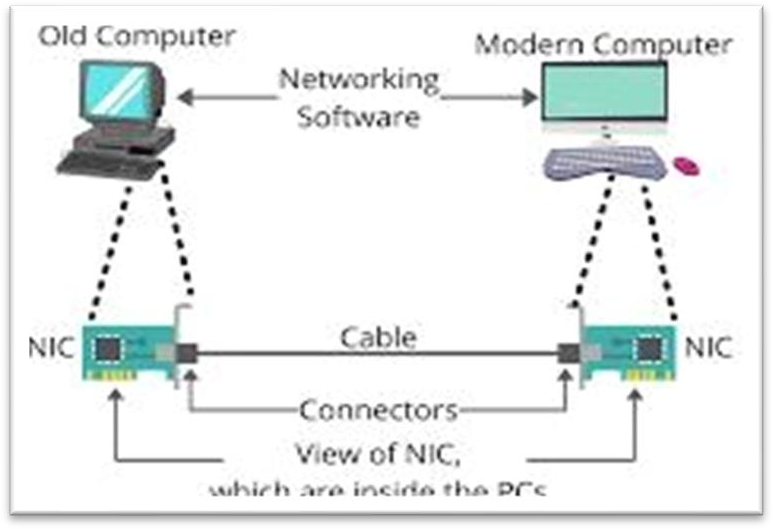 Old Computer
Modern Computer
Networking
Software
NIC
Cable
NIC
Connectors
View of NIC,
which are inside the PCs